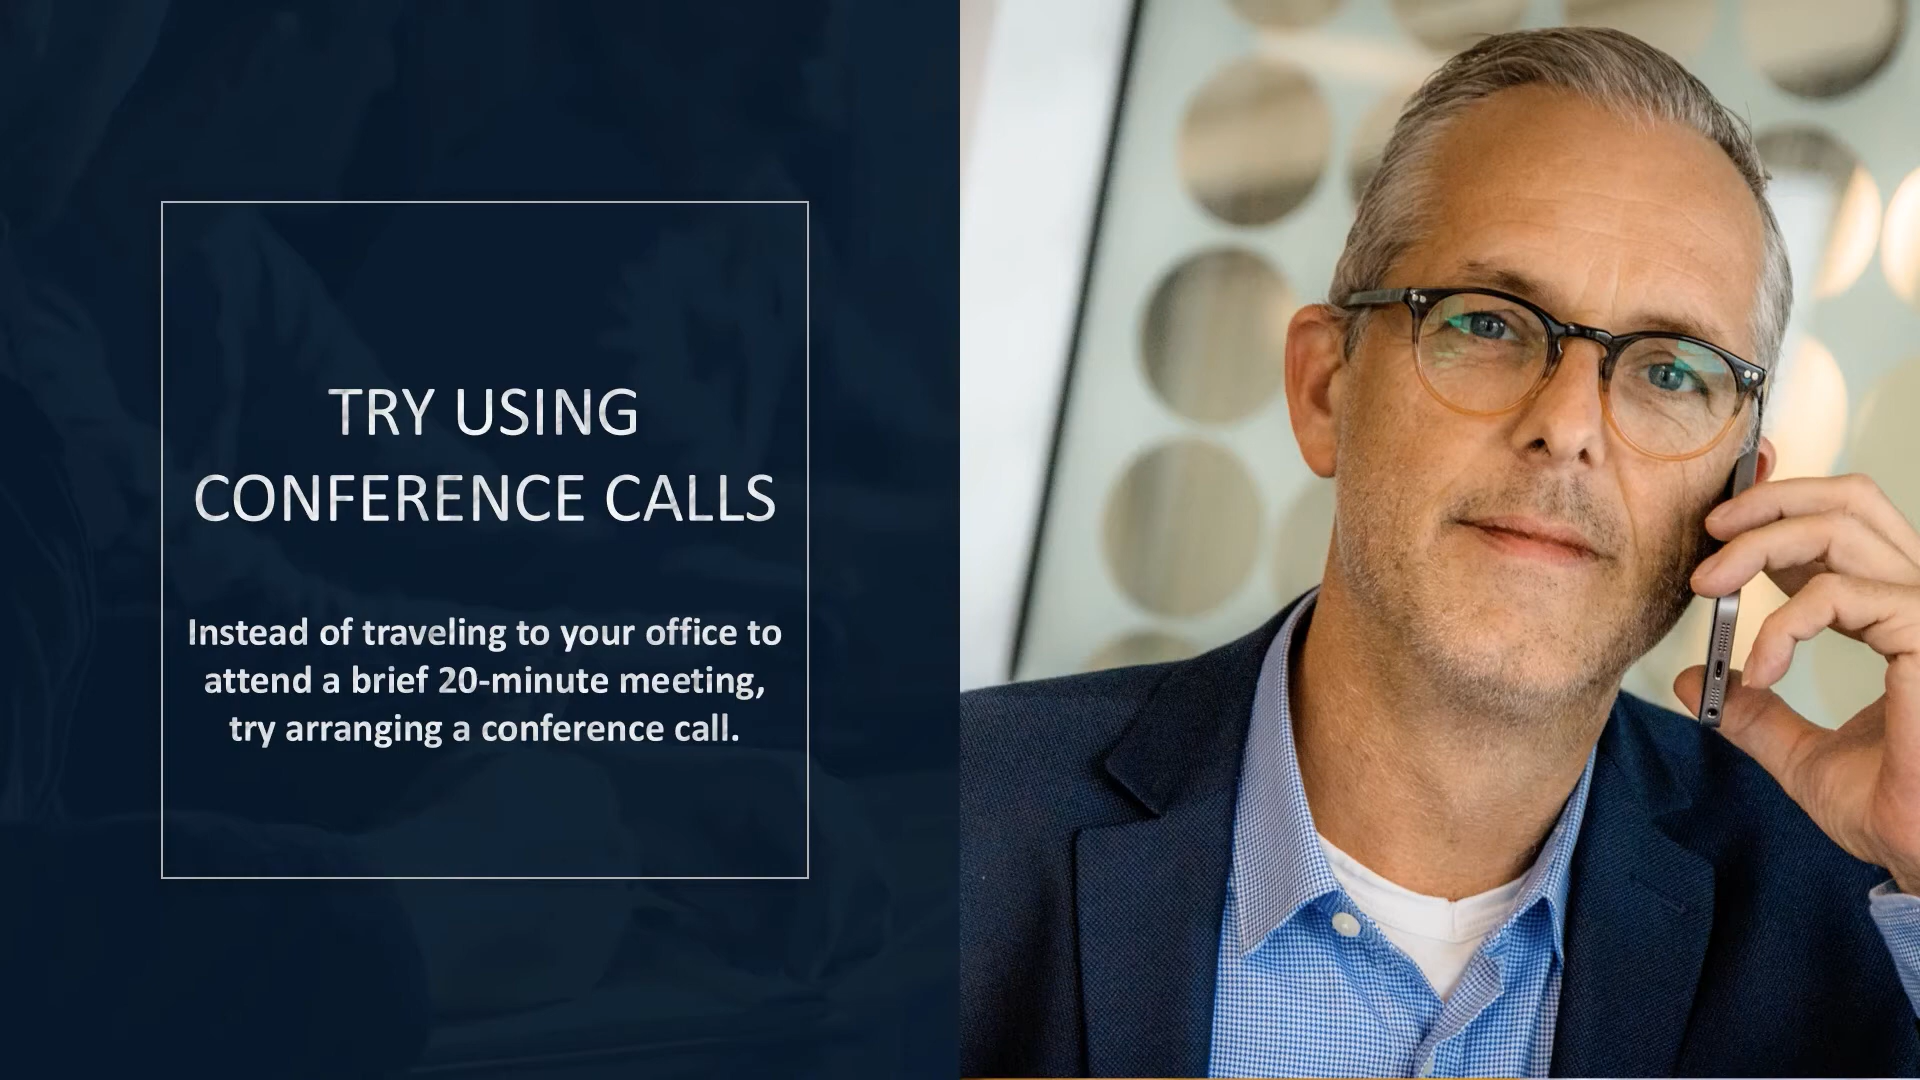 TRY USING
CONFERENCE CALLS
Instead of traveling to your office to
attend a brief 20-minute meeting,
try arranging a conference call.